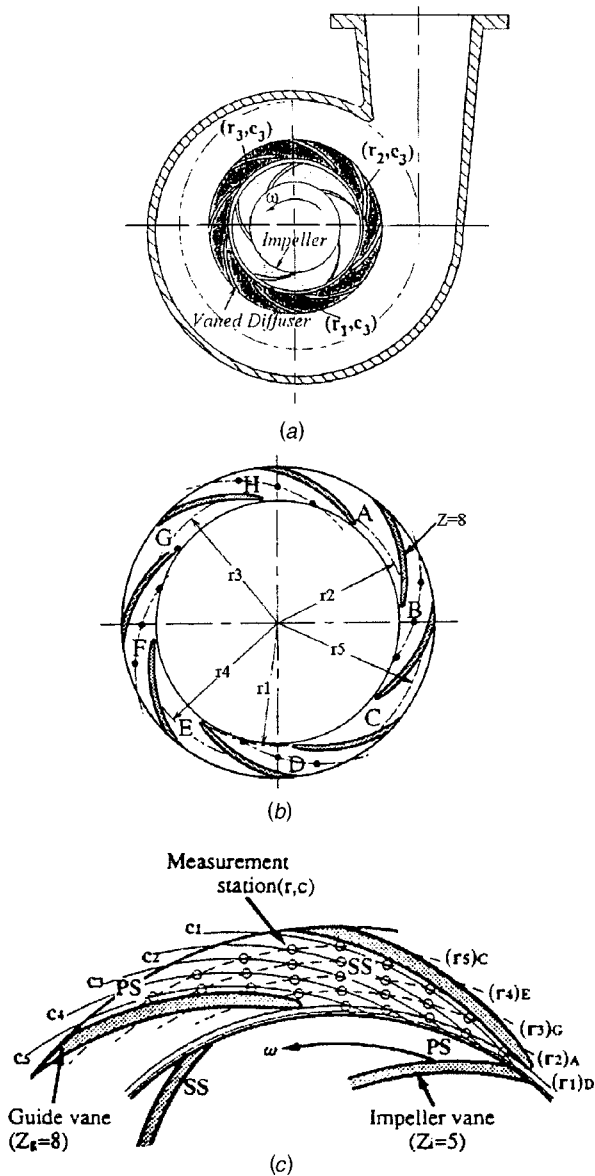 (r3,c3)
(r2,c3)
ω
Impeller
Vaned Diffuser
(r1,c3)
(a)
H
A
Z=8
G
r3
r2
B
F
r5
r4
r1
C
E
D
(b)
Measurement
station(r,c)
c1
c2
c3
c4
c5
PS
SS
(r5)C
(r4)E
(r3)G
(r2)A
(r1)D
PS
ω
SS
Guide vane
(Zg=8)
Impeller vane
(Zi=5)
(c)